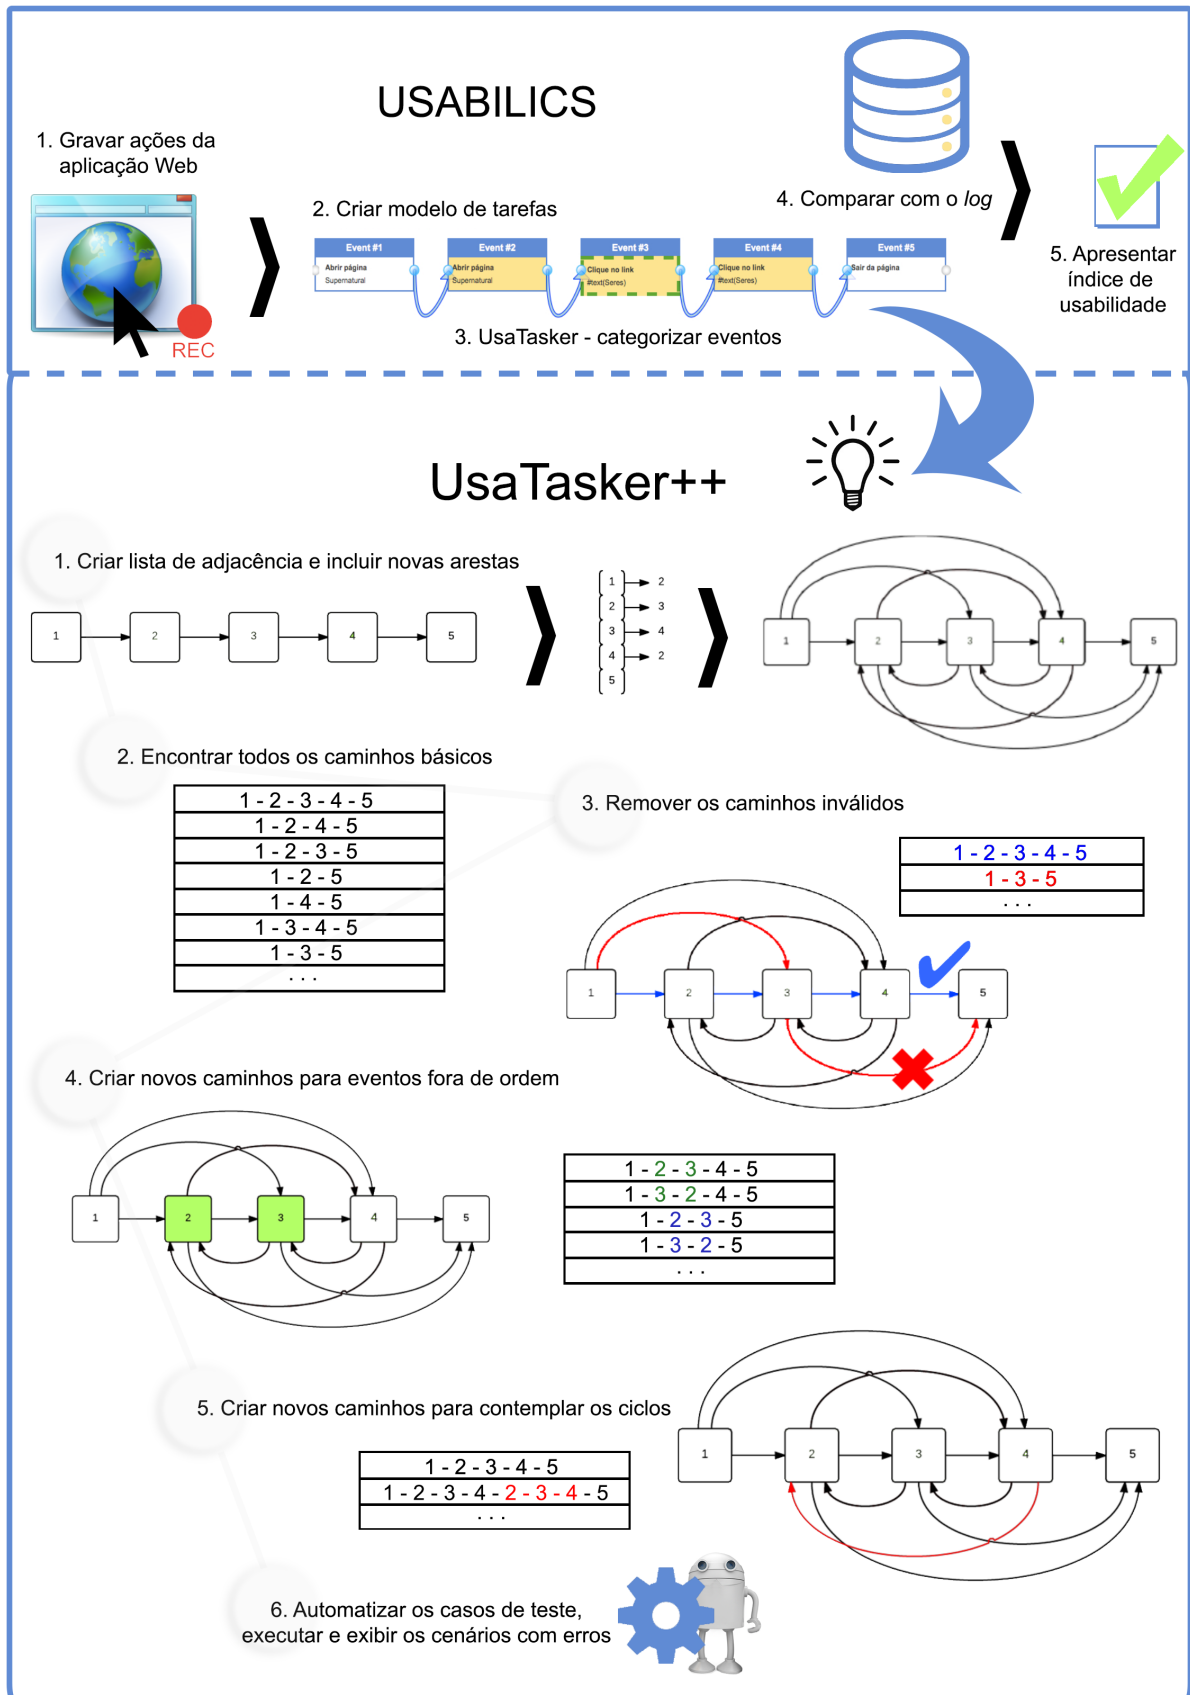 USABILICS
1. Gravar ações da
aplicação Web
REC
2. Criar modelo de tarefas
Event #1
Abrir página
Supernatural
Event #2
Abrir página
Supernatural
Event #3
Clique no link
#text(Seres)
Event #4
Clique no link
#text(Seres)
Event #5
Sair da página
3. UsaTasker - categorizar eventos
4. Comparar com o log
5. Apresentar
índice de
usabilidade
UsaTasker++
1. Criar lista de adjacência e incluir novas arestas
1 2 3 4 5
1 2
2 3
3 4
4 2
5
1 2 3 4 5
2. Encontrar todos os caminhos básicos
1 - 2 - 3 - 4 - 5
1 - 2 - 4 - 5
1 - 2 - 3 - 5
1 - 2 - 5
1 - 4 - 5
1 - 3 - 4 - 5
1 - 3 - 5
. . .
3. Remover os caminhos inválidos
1 - 2 - 3 - 4 - 5
1 - 3 - 5
. . .
1 2 3 4 5
4. Criar novos caminhos para eventos fora de ordem
1 2 3 4 5
1 - 2 - 3 - 4 - 5
1 - 3 - 2 - 4 - 5
1 - 2 - 3 - 5
1 - 3 - 2 - 5
. . .
5. Criar novos caminhos para contemplar os ciclos
1 - 2 - 3 - 4 - 5
1 - 2 - 3 - 4 - 2 - 3 - 4 - 5
. . .
1 2 3 4 5
6. Automatizar os casos de teste,
executar e exibir os cenários com erros